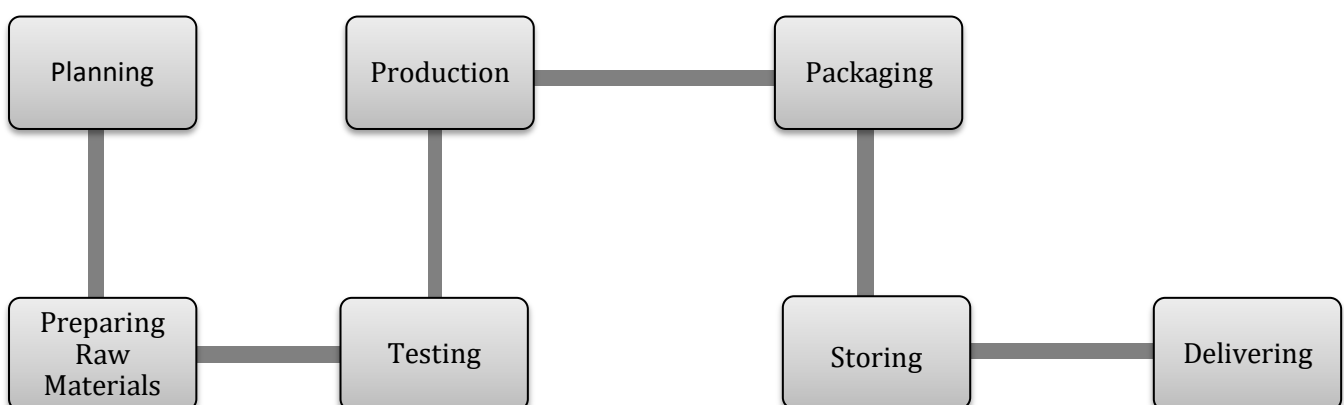 Planning
Production
Packaging
Preparing
Raw
Materials
Testing
Storing
Delivering